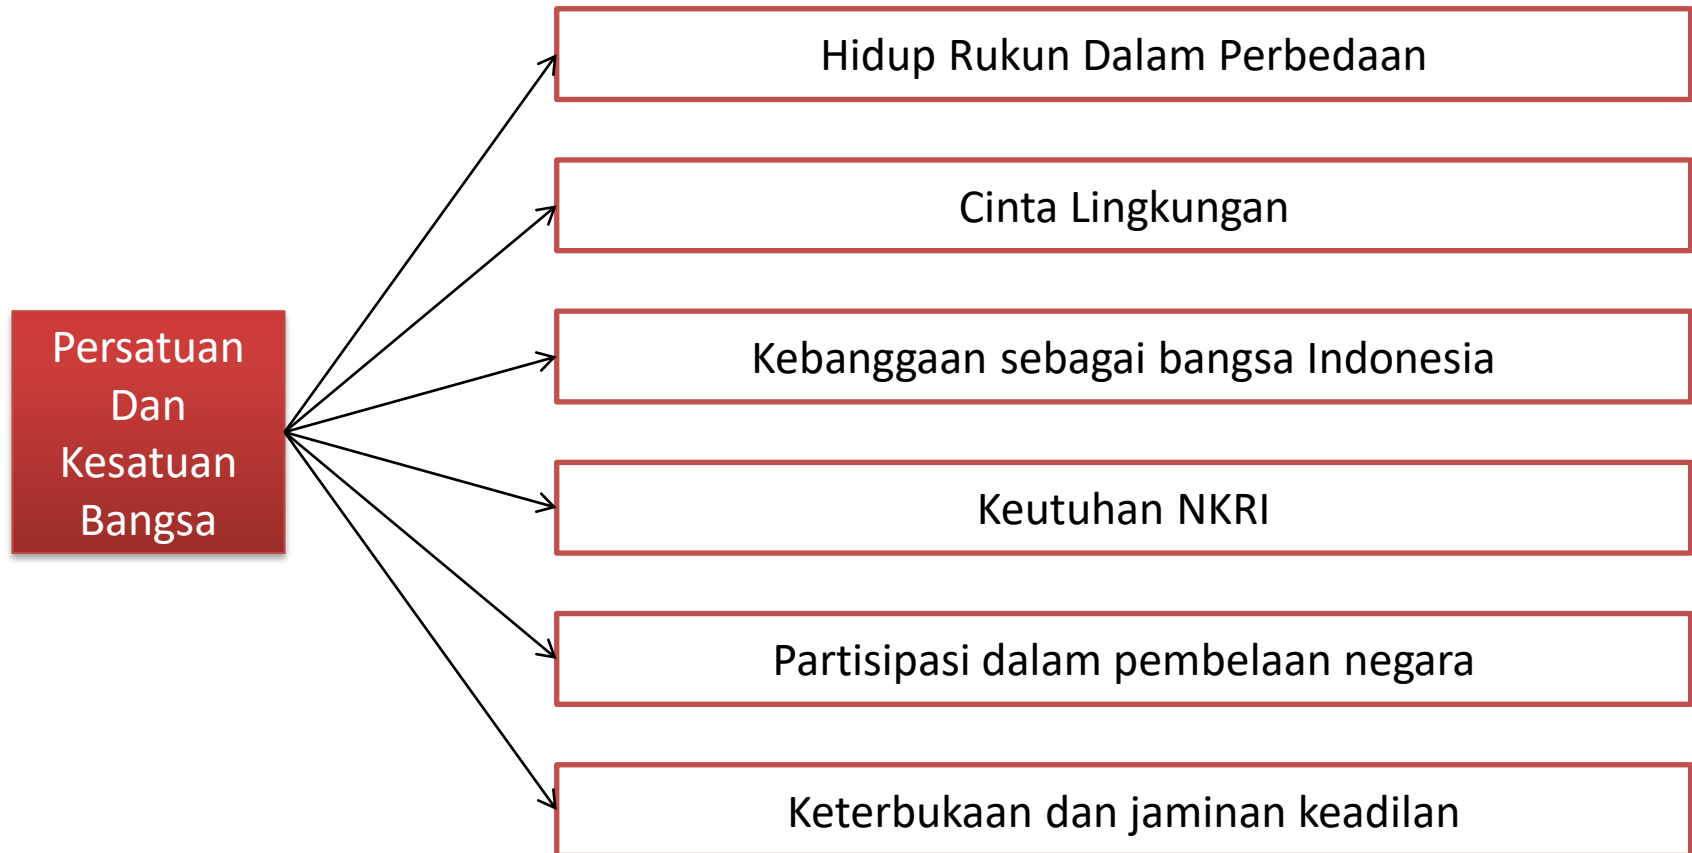 Hidup Rukun Dalam Perbedaan
Cinta Lingkungan
Persatuan
Dan
Kesatuan
Bangsa
Kebanggaan sebagai bangsa Indonesia
Keutuhan NKRI
Partisipasi dalam pembelaan negara
Keterbukaan dan jaminan keadilan